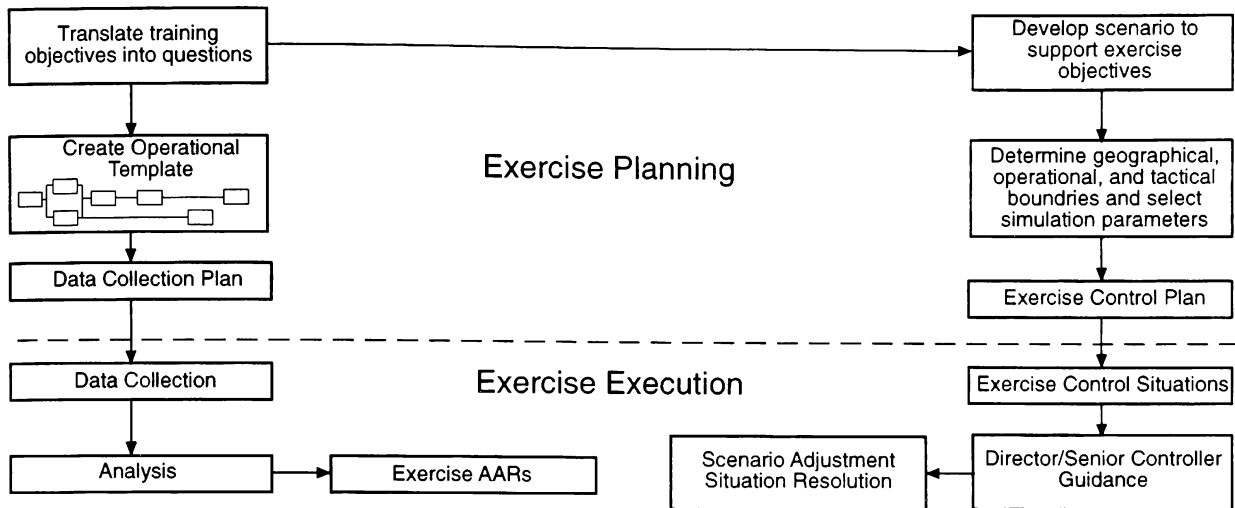 Translate training
objectives into questions
Develop scenario to
support exercise
objectives
Create Operational
Template
Exercise Planning
Determine geographical,
operational, and tactical
boundries and select
simulation parameters
Data Collection Plan
Exercise Control Plan
Data Collection
Exercise Execution
Exercise Control Situations
Analysis
Exercise AARs
Scenario Adjustment
Situation Resolution
Director/Senior Controller
Guidance